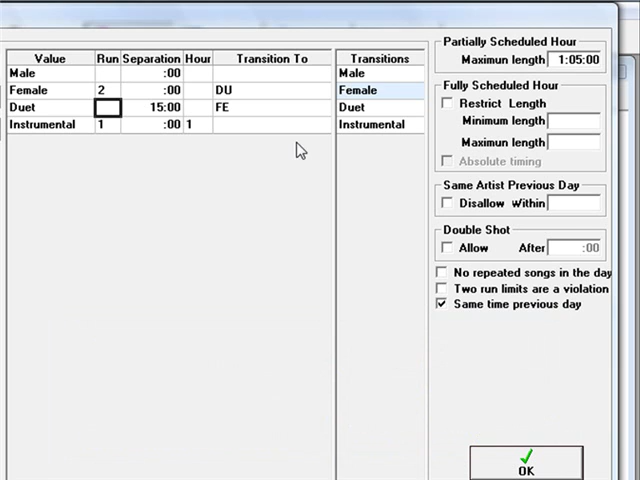 Value Run Separation Hour Transition To
Male :00
Female 2 :00 DU
Duet 15:00 FE
Instrumental 1 :00 1
Transitions
Male
Female
Duet
Instrumental
Partially Scheduled Hour
Maximun length 1:05:00
Fully Scheduled Hour
Restrict Length
Minimum length
Maximun length
Absolute timing
Same Artist Previous Day
Disallow Within
Double Shot
Allow After :00
No repeated songs in the day
Two run limits are a violation
Same time previous day
OK